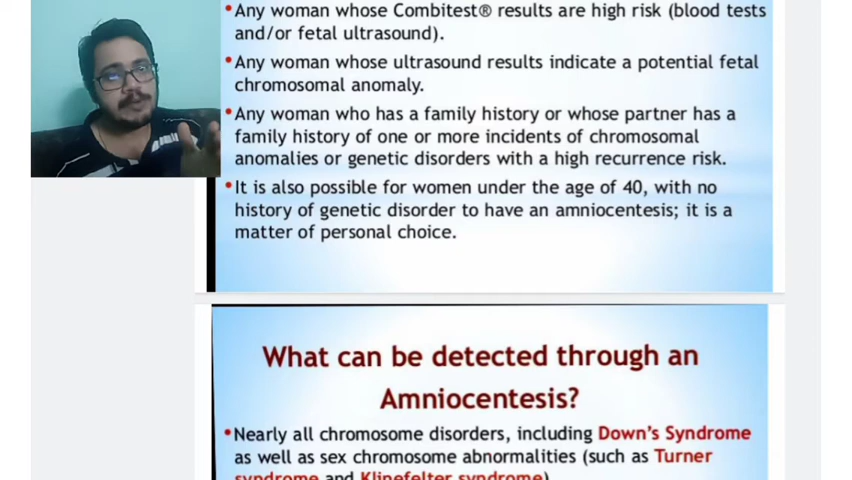 •Any woman whose Combitest® results are high risk (blood tests
and/or fetal ultrasound).
•Any woman whose ultrasound results indicate a potential fetal
chromosomal anomaly.
•Any woman who has a family history or whose partner has a
family history of one or more incidents of chromosomal
anomalies or genetic disorders with a high recurrence risk.
•It is also possible for women under the age of 40, with no
history of genetic disorder to have an amniocentesis; it is a
matter of personal choice.
What can be detected through an
Amniocentesis?
•Nearly all chromosome disorders, including Down's Syndrome
as well as sex chromosome abnormalities (such as Turner
syndrome and Klinefelter syndrome)